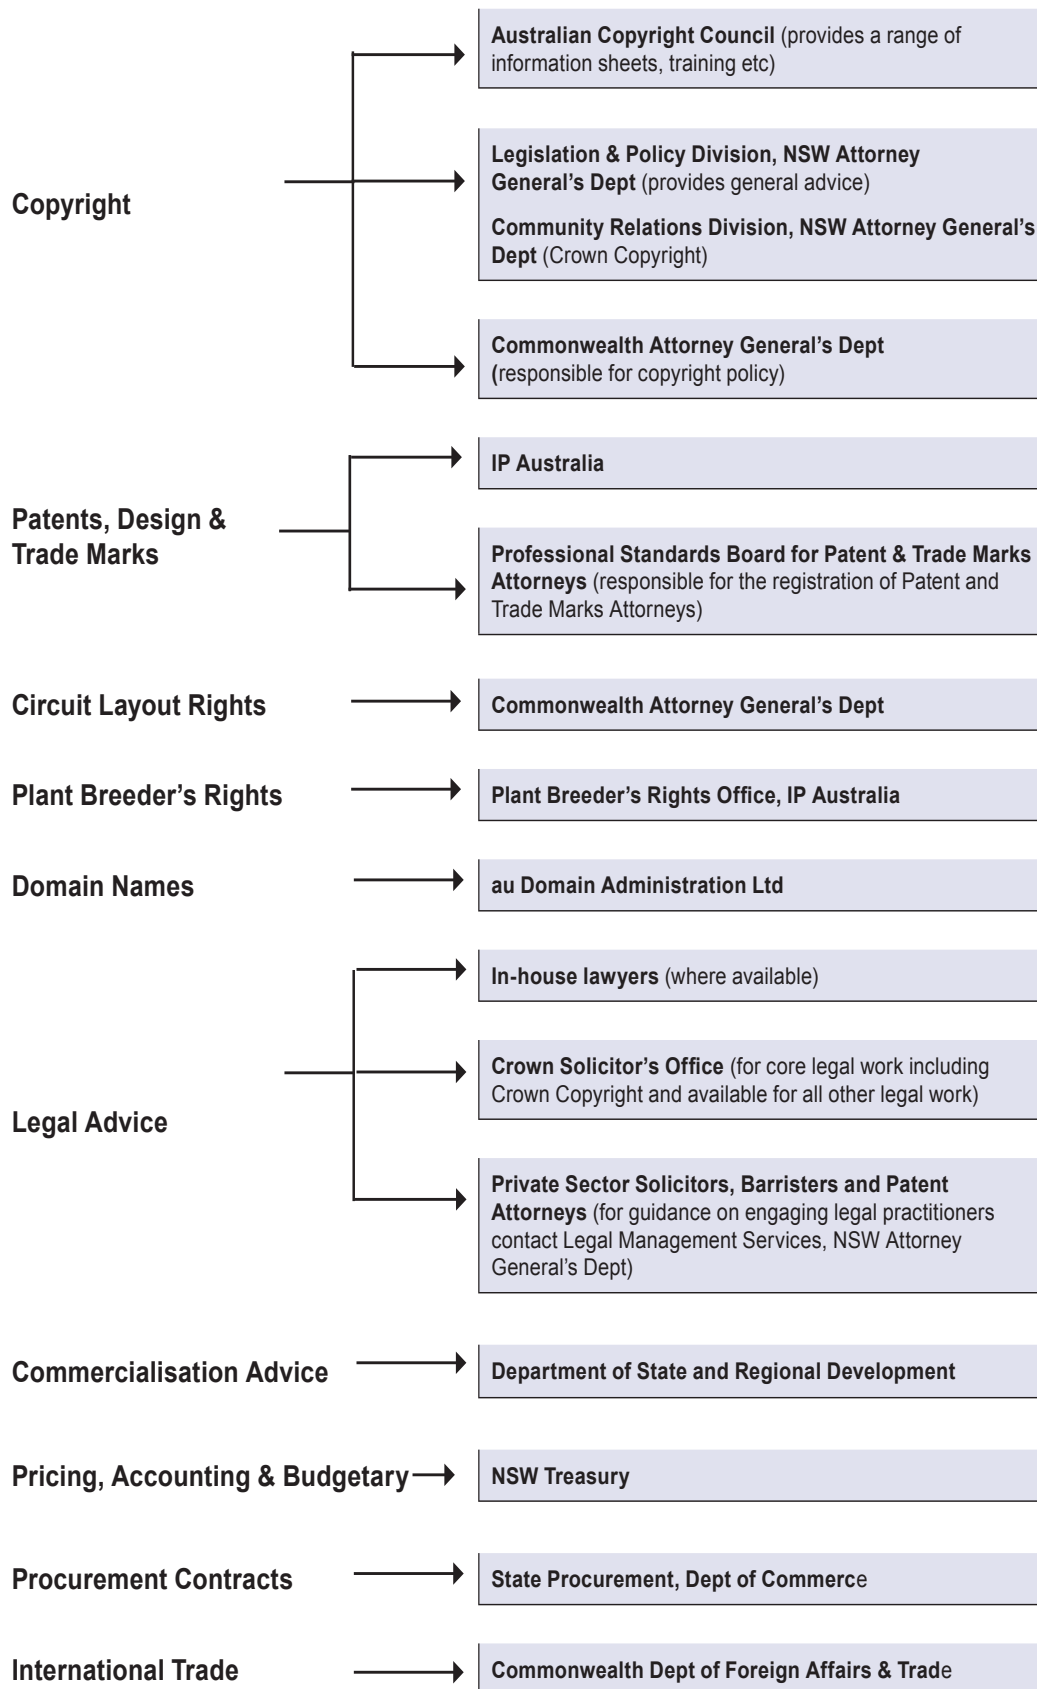 Copyright
Australian Copyright Council (provides a range of
information sheets, training etc)
Legislation & Policy Division, NSW Attorney
General’s Dept (provides general advice)
Community Relations Division, NSW Attorney General’s
Dept (Crown Copyright)
Commonwealth Attorney General’s Dept
(responsible for copyright policy)
Patents, Design &
Trade Marks
IP Australia
Professional Standards Board for Patent & Trade Marks
Attorneys (responsible for the registration of Patent and
Trade Marks Attorneys)
Circuit Layout Rights
Commonwealth Attorney General’s Dept
Plant Breeder’s Rights
Plant Breeder’s Rights Office, IP Australia
Domain Names
au Domain Administration Ltd
Legal Advice
In-house lawyers (where available)
Crown Solicitor’s Office (for core legal work including
Crown Copyright and available for all other legal work)
Private Sector Solicitors, Barristers and Patent
Attorneys (for guidance on engaging legal practitioners
contact Legal Management Services, NSW Attorney
General’s Dept)
Commercialisation Advice
Department of State and Regional Development
Pricing, Accounting & Budgetary
NSW Treasury
Procurement Contracts
State Procurement, Dept of Commerce
International Trade
Commonwealth Dept of Foreign Affairs & Trade